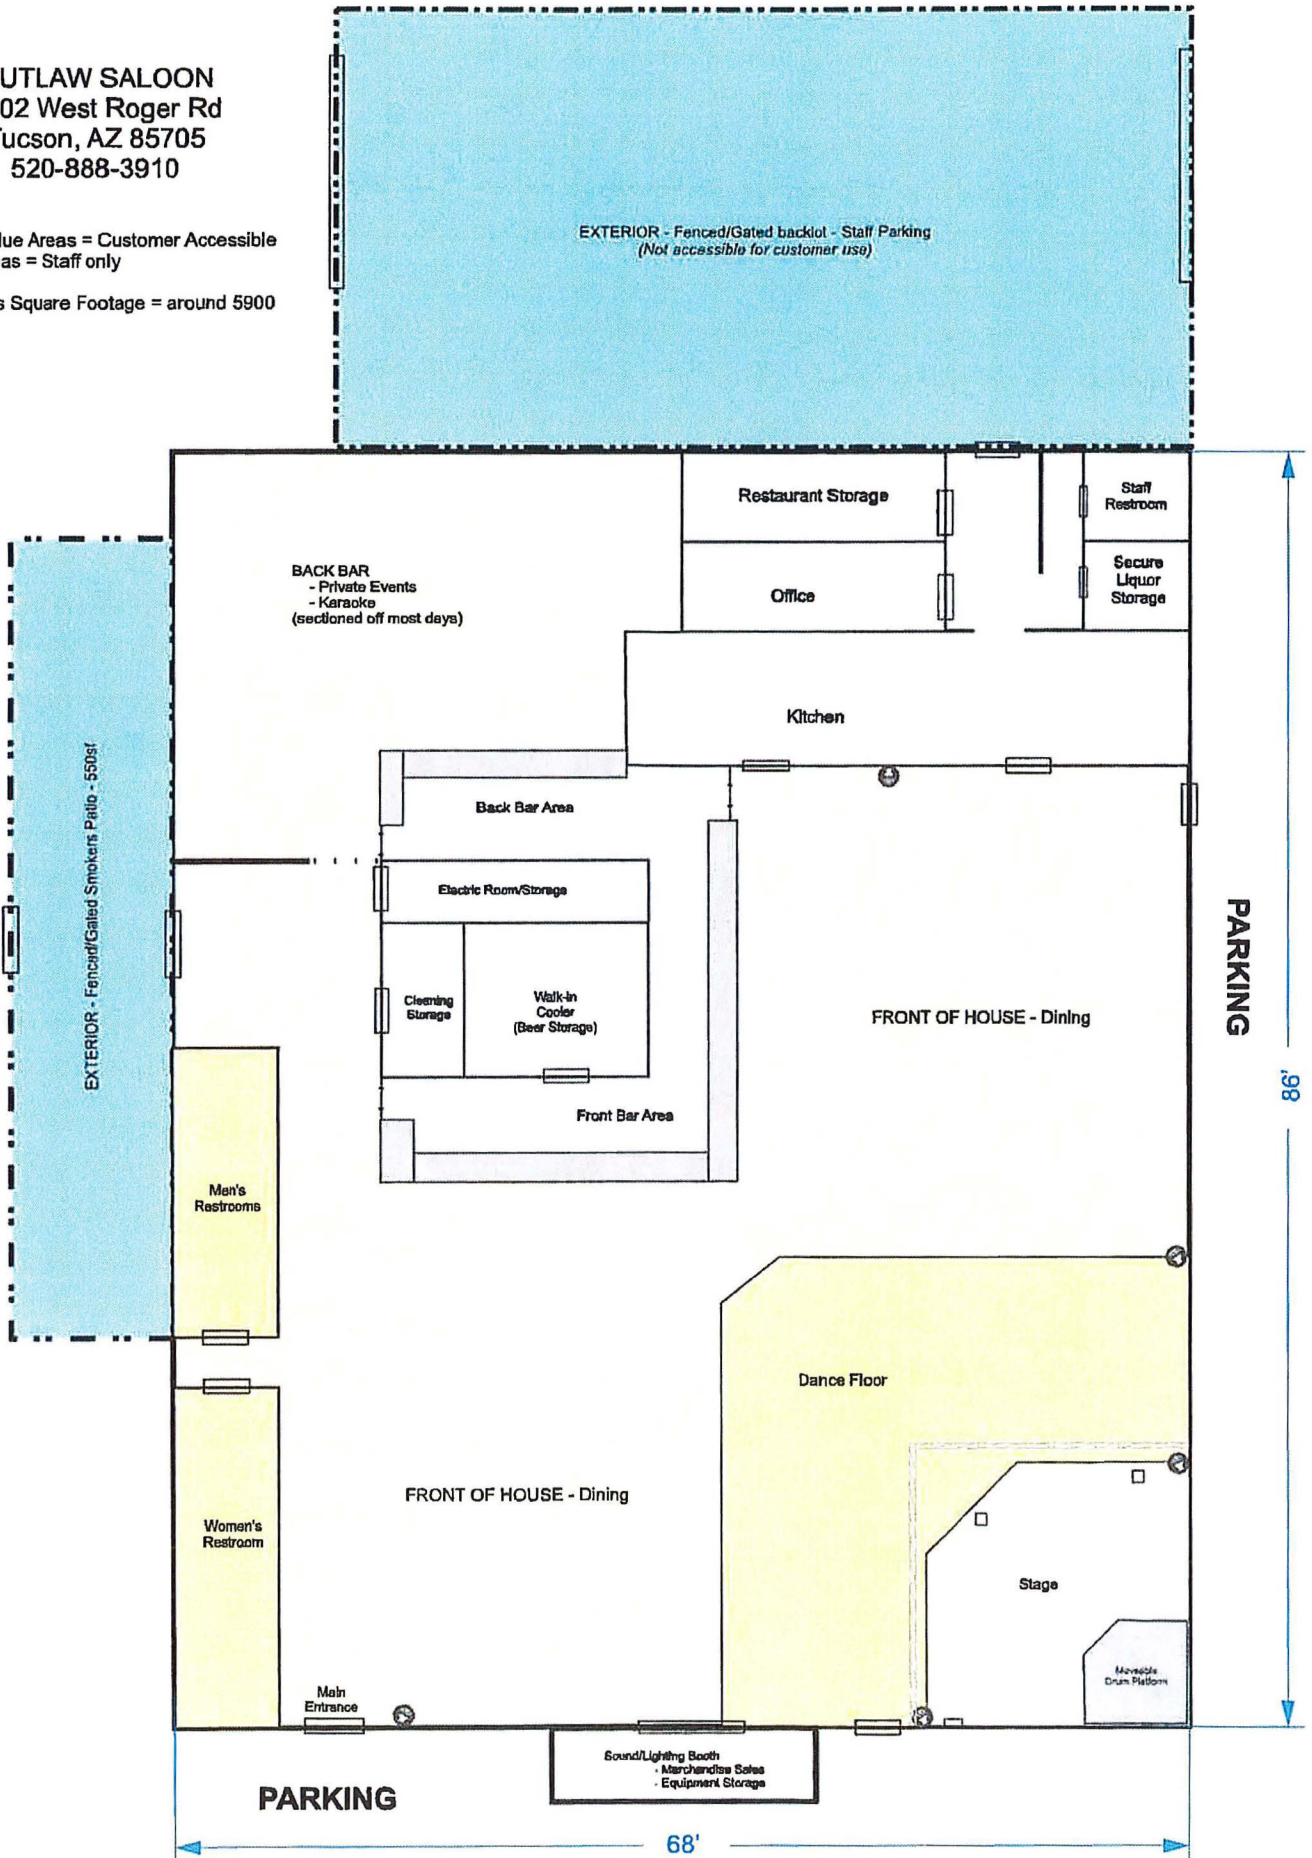 UTLAW SALOON
02 West Roger Rd
ucson, AZ 85705
520-888-3910
lue Areas = Customer Accessible
as = Staff only
s Square Footage = around 5900
EXTERIOR - Fenced/Gated backlot - Staff Parking
(Not accessible for customer use)
Restaurant Storage
Staff
Restroom
Office
Secure
Liquor
Storage
BACK BAR
- Private Events
- Karaoke
(sectioned off most days)
Kitchen
EXTERIOR - Fenced/Gated Smokers Patio - 550sf
Back Bar Area
Electric Room/Storage
Cleaning
Storage
Walk-in
Cooler
(Beer Storage)
FRONT OF HOUSE - Dining
PARKING
86'
Front Bar Area
Men's
Restrooms
Dance Floor
FRONT OF HOUSE - Dining
Women's
Restroom
Stage
Moveable
Drum Platform
Main
Entrance
Sound/Lighting Booth
- Merchandise Sales
- Equipment Storage
PARKING
68'